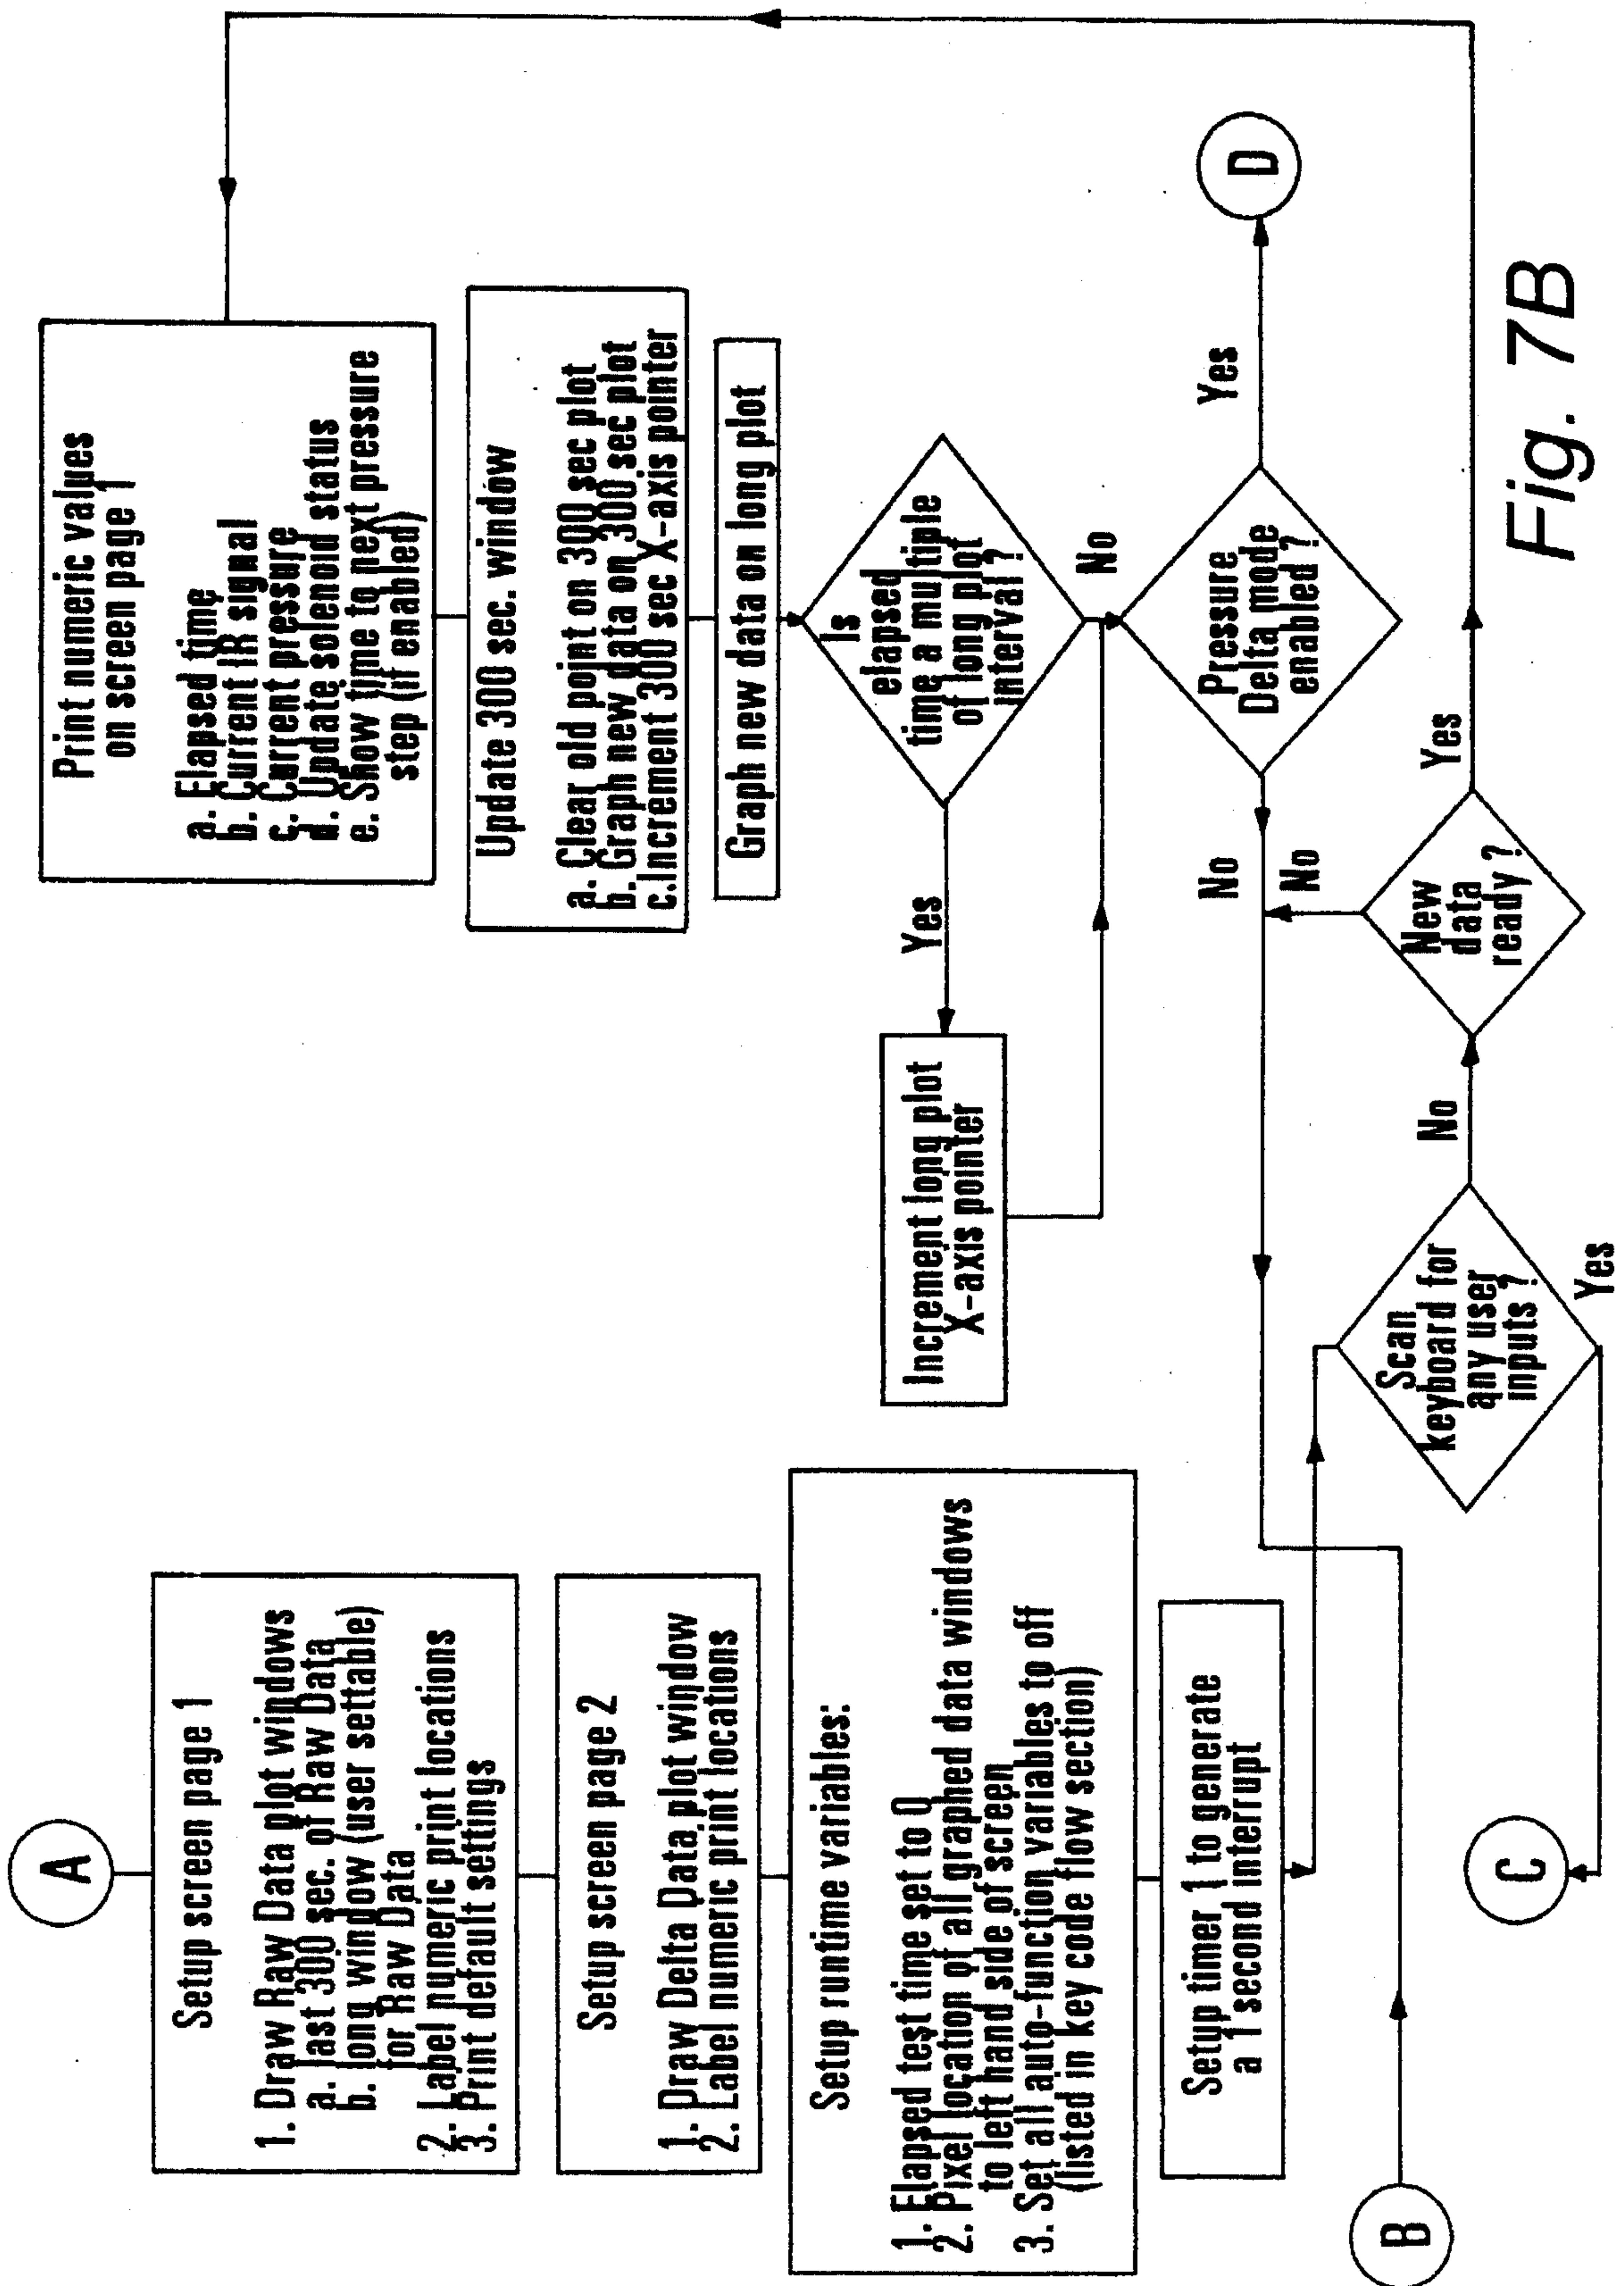 A
Setup screen page 1
1. Draw Raw Data plot windows
a. last 300 sec. of Raw Data
b. long window (user settable)
for Raw Data
2. Label numeric print locations
3. Print default settings
Setup screen page 2
1. Draw Delta Data plot window
2. Label numeric print locations
Setup runtime variables:
1. Elapsed test time set to 0
2. Pixel location of all graphed data windows
to left hand side of screen
3. Set all auto-function variables to off
(listed in key code flow section)
Setup timer 1 to generate
a 1 second interrupt
B
C
Scan
keyboard for
any user
inputs ?
Yes
No
New
data
ready ?
No
Yes
Print numeric values
on screen page 1
a. Elapsed time
b. Current IR signal
c. Current pressure
d. Update solenoid status
e. Show time to next pressure
step (if enabled)
Update 300 sec. window
a. Clear old point on 300 sec plot
b. Graph new data on 300 sec plot
c.Increment 300 sec X-axis pointer
Graph new data on long plot
Is
elapsed
time a multiple
of long plot
interval ?
Yes
No
Increment long plot
X-axis pointer
Pressure
Delta mode
enabled ?
No
Yes
D
Fig. 7B